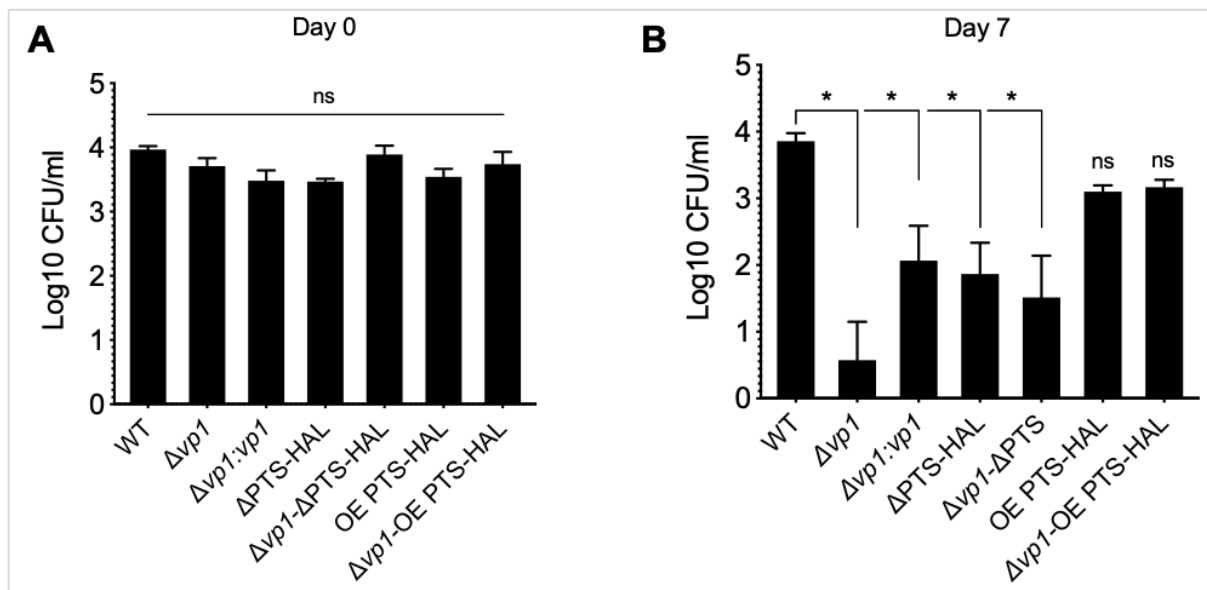 A
Day 0
Log10 CFU/ml
5
4
3
2
1
0
ns
WT
Δvp1
Δvp1:vp1
ΔPTS-HAL
Δvp1-ΔPTS-HAL
OE PTS-HAL
Δvp1-OE PTS-HAL
B
Day 7
Log10 CFU/ml
5
4
3
2
1
0
* * * *
ns ns
WT
Δvp1
Δvp1:vp1
ΔPTS-HAL
Δvp1-ΔPTS
OE PTS-HAL
Δvp1-OE PTS-HAL